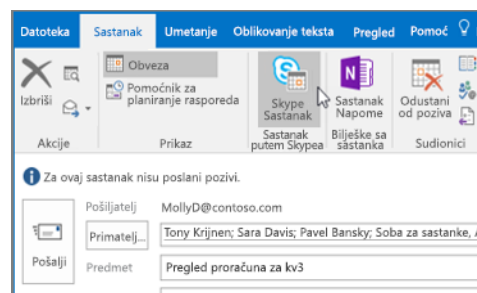 Datoteka Sastanak Umetanje Oblikovanje teksta Pregled Pomoć
Izbriši
Obveza
Pomoćnik za
planiranje rasporeda
Skype
Sastanak
Sastanak
Napome
Odustani
od poziva
Akcije
Prikaz
Sastanak
putem Skypea
Bilješke sa
sastanka
Sudionici
Za ovaj sastanak nisu poslani pozivi.
Pošalji
Pošiljatelj MollyD@contoso.com
Primatelj... Tony Krijnen; Sara Davis; Pavel Bansky; Soba za sastanke,
Predmet Pregled proračuna za kv3